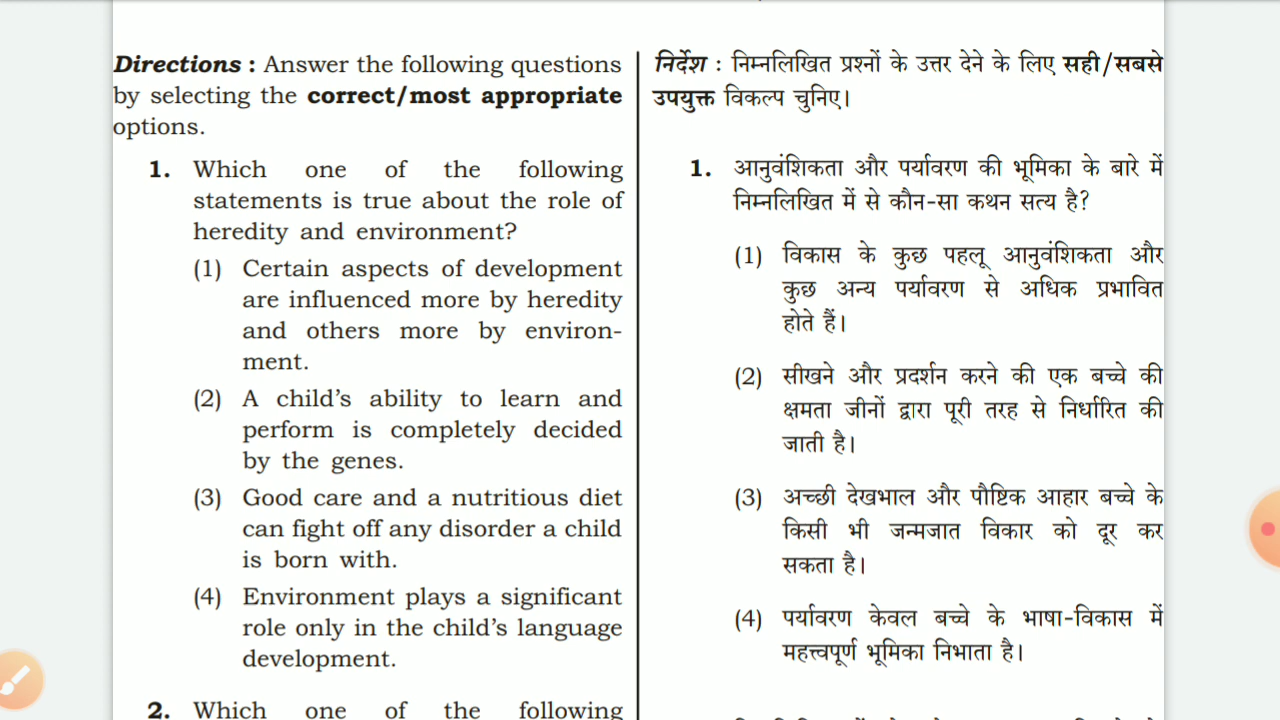 Directions : Answer the following questions
by selecting the correct/most appropriate
options.
1. Which one of the following
statements is true about the role of
heredity and environment?
(1) Certain aspects of development
are influenced more by heredity
and others more by environ-
ment.
(2) A child's ability to learn and
perform is completely decided
by the genes.
(3) Good care and a nutritious diet
can fight off any disorder a child
is born with.
(4) Environment plays a significant
role only in the child's language
development.
2. Which one of the following
निर्देश : निम्नलिखित प्रश्नों के उत्तर देने के लिए सही/सबसे
उपयुक्त विकल्प चुनिए।
1. आनुवंशिकता और पर्यावरण की भूमिका के बारे में
निम्नलिखित में से कौन-सा कथन सत्य है?
(1) विकास के कुछ पहलू आनुवंशिकता और
कुछ अन्य पर्यावरण से अधिक प्रभावित
होते हैं।
(2) सीखने और प्रदर्शन करने की एक बच्चे की
क्षमता जीनों द्वारा पूरी तरह से निर्धारित की
जाती है।
(3) अच्छी देखभाल और पौष्टिक आहार बच्चे के
किसी भी जन्मजात विकार को दूर कर
सकता है।
(4) पर्यावरण केवल बच्चे के भाषा-विकास में
महत्त्वपूर्ण भूमिका निभाता है।